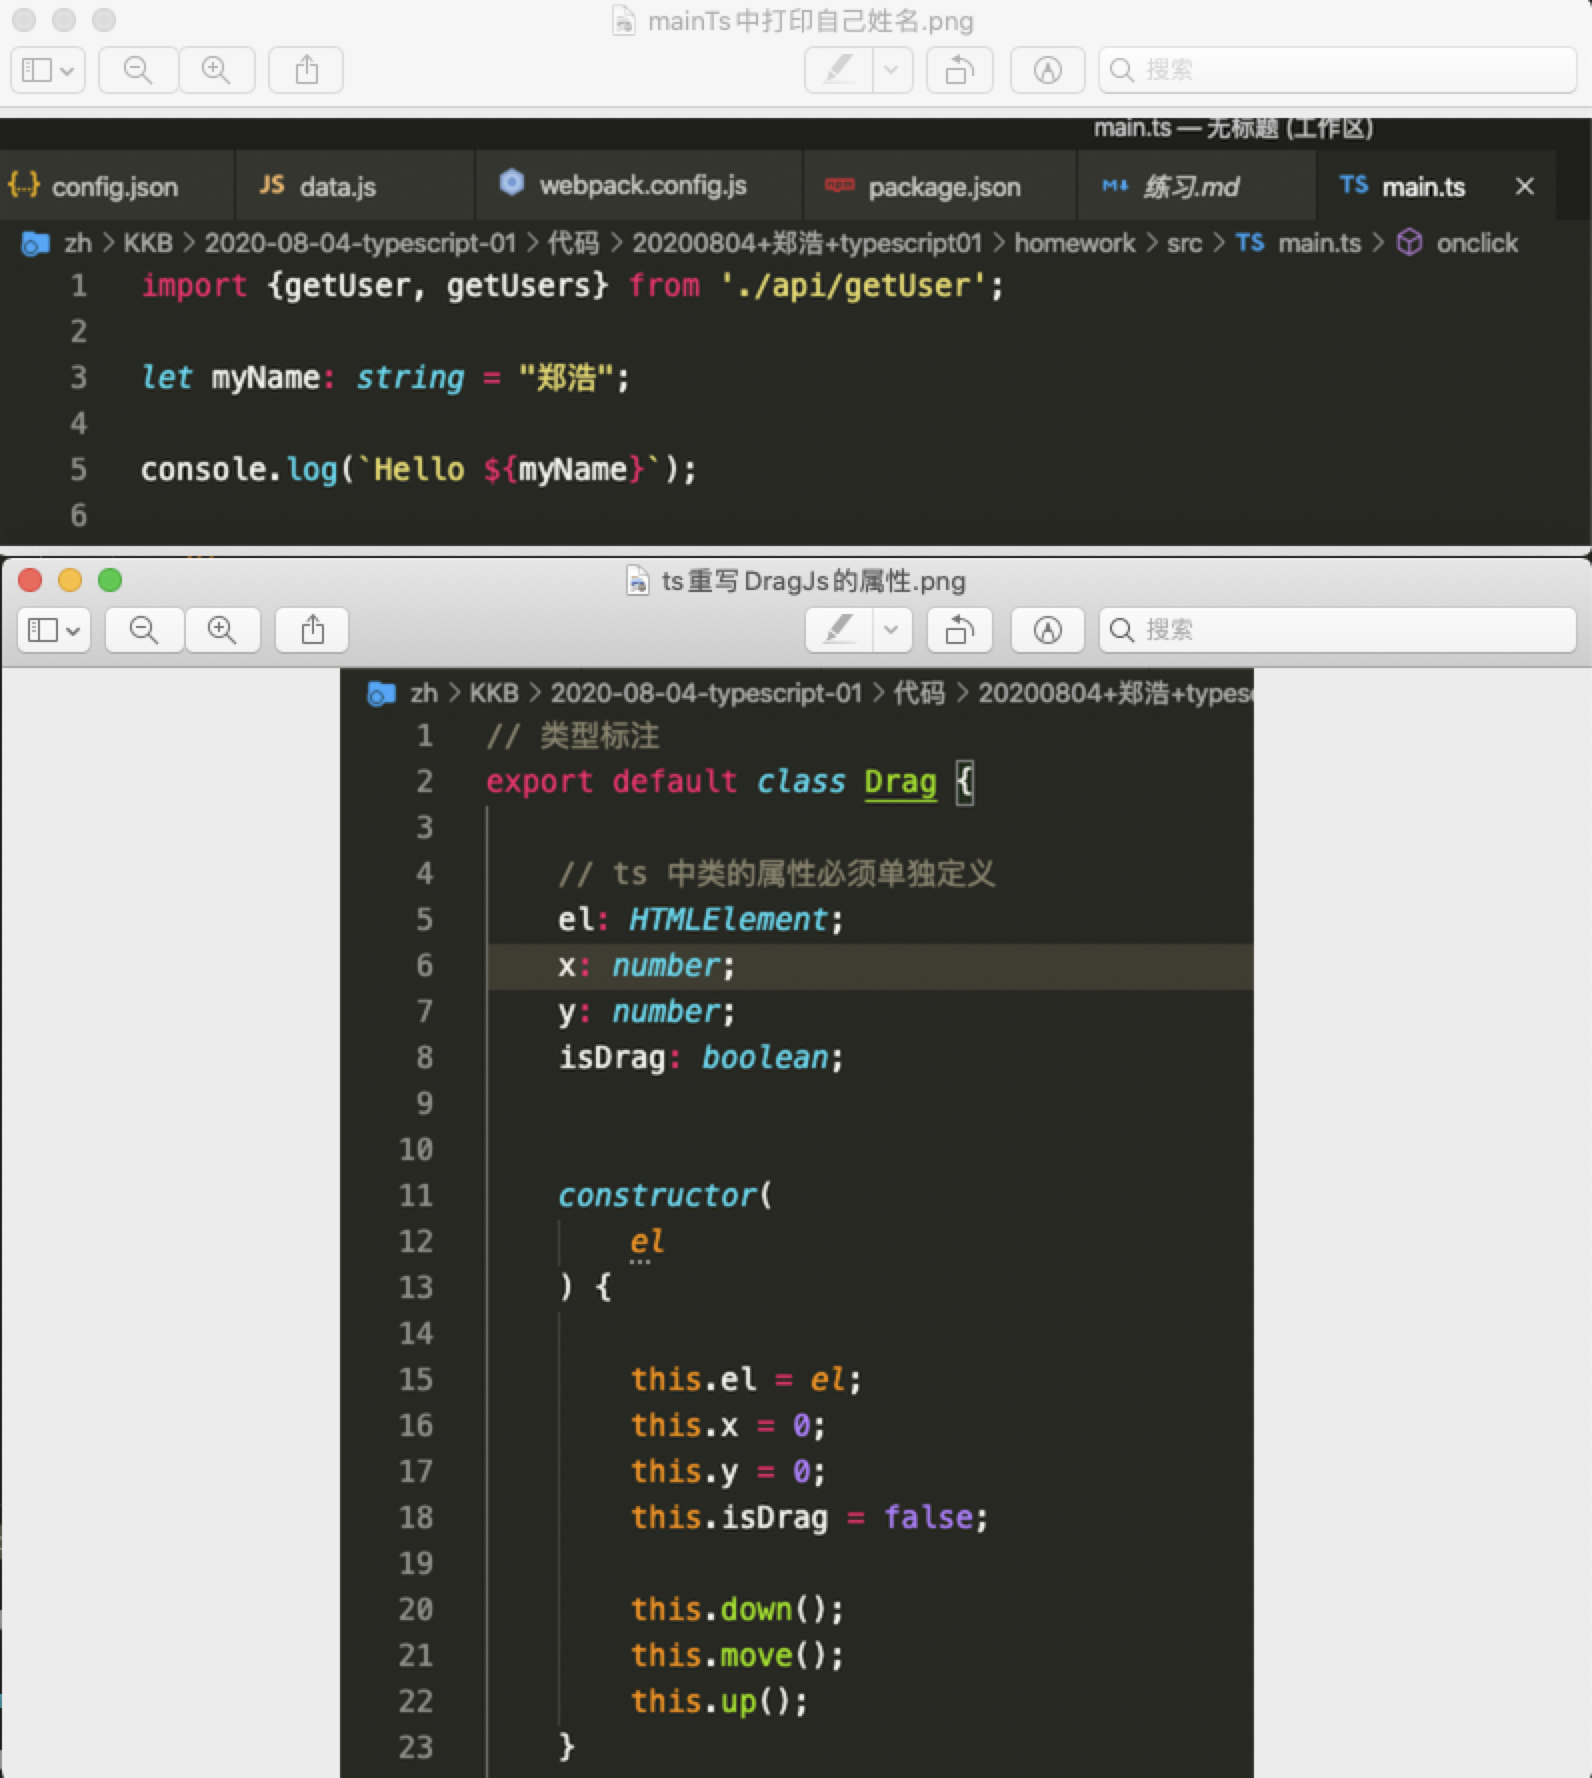 mainTs中打印自己姓名.png
搜索
main.ts — 无标题 (工作区)
config.json JS data.js webpack.config.js package.json 练习.md TS main.ts
zh > KKB > 2020-08-04-typescript-01 > 代码 > 20200804+郑浩+typescript01 > homework > src > TS main.ts > onclick
1 import {getUser, getUsers} from './api/getUser';
2
3 let myName: string = "郑浩";
4
5 console.log(`Hello ${myName}`);
6
ts重写DragJs的属性.png
搜索
zh > KKB > 2020-08-04-typescript-01 > 代码 > 20200804+郑浩+types
1 // 类型标注
2 export default class Drag {
3
4 // ts 中类的属性必须单独定义
5 el: HTMLElement;
6 x: number;
7 y: number;
8 isDrag: boolean;
9
10
11 constructor(
12 el
13 ) {
14
15 this.el = el;
16 this.x = 0;
17 this.y = 0;
18 this.isDrag = false;
19
20 this.down();
21 this.move();
22 this.up();
23 }